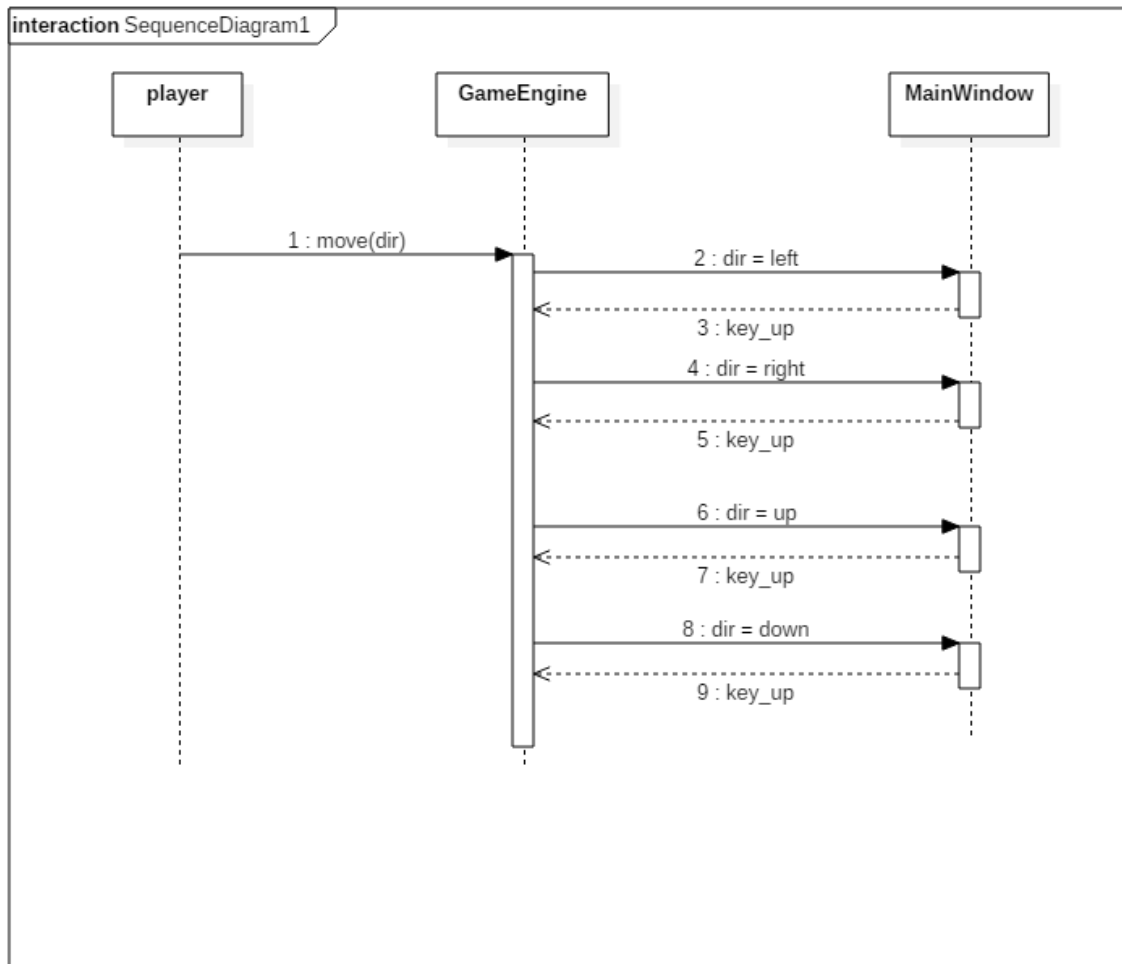 interaction SequenceDiagram1
player
GameEngine
MainWindow
1 : move(dir)
2 : dir = left
3 : key_up
4 : dir = right
5 : key_up
6 : dir = up
7 : key_up
8 : dir = down
9 : key_up